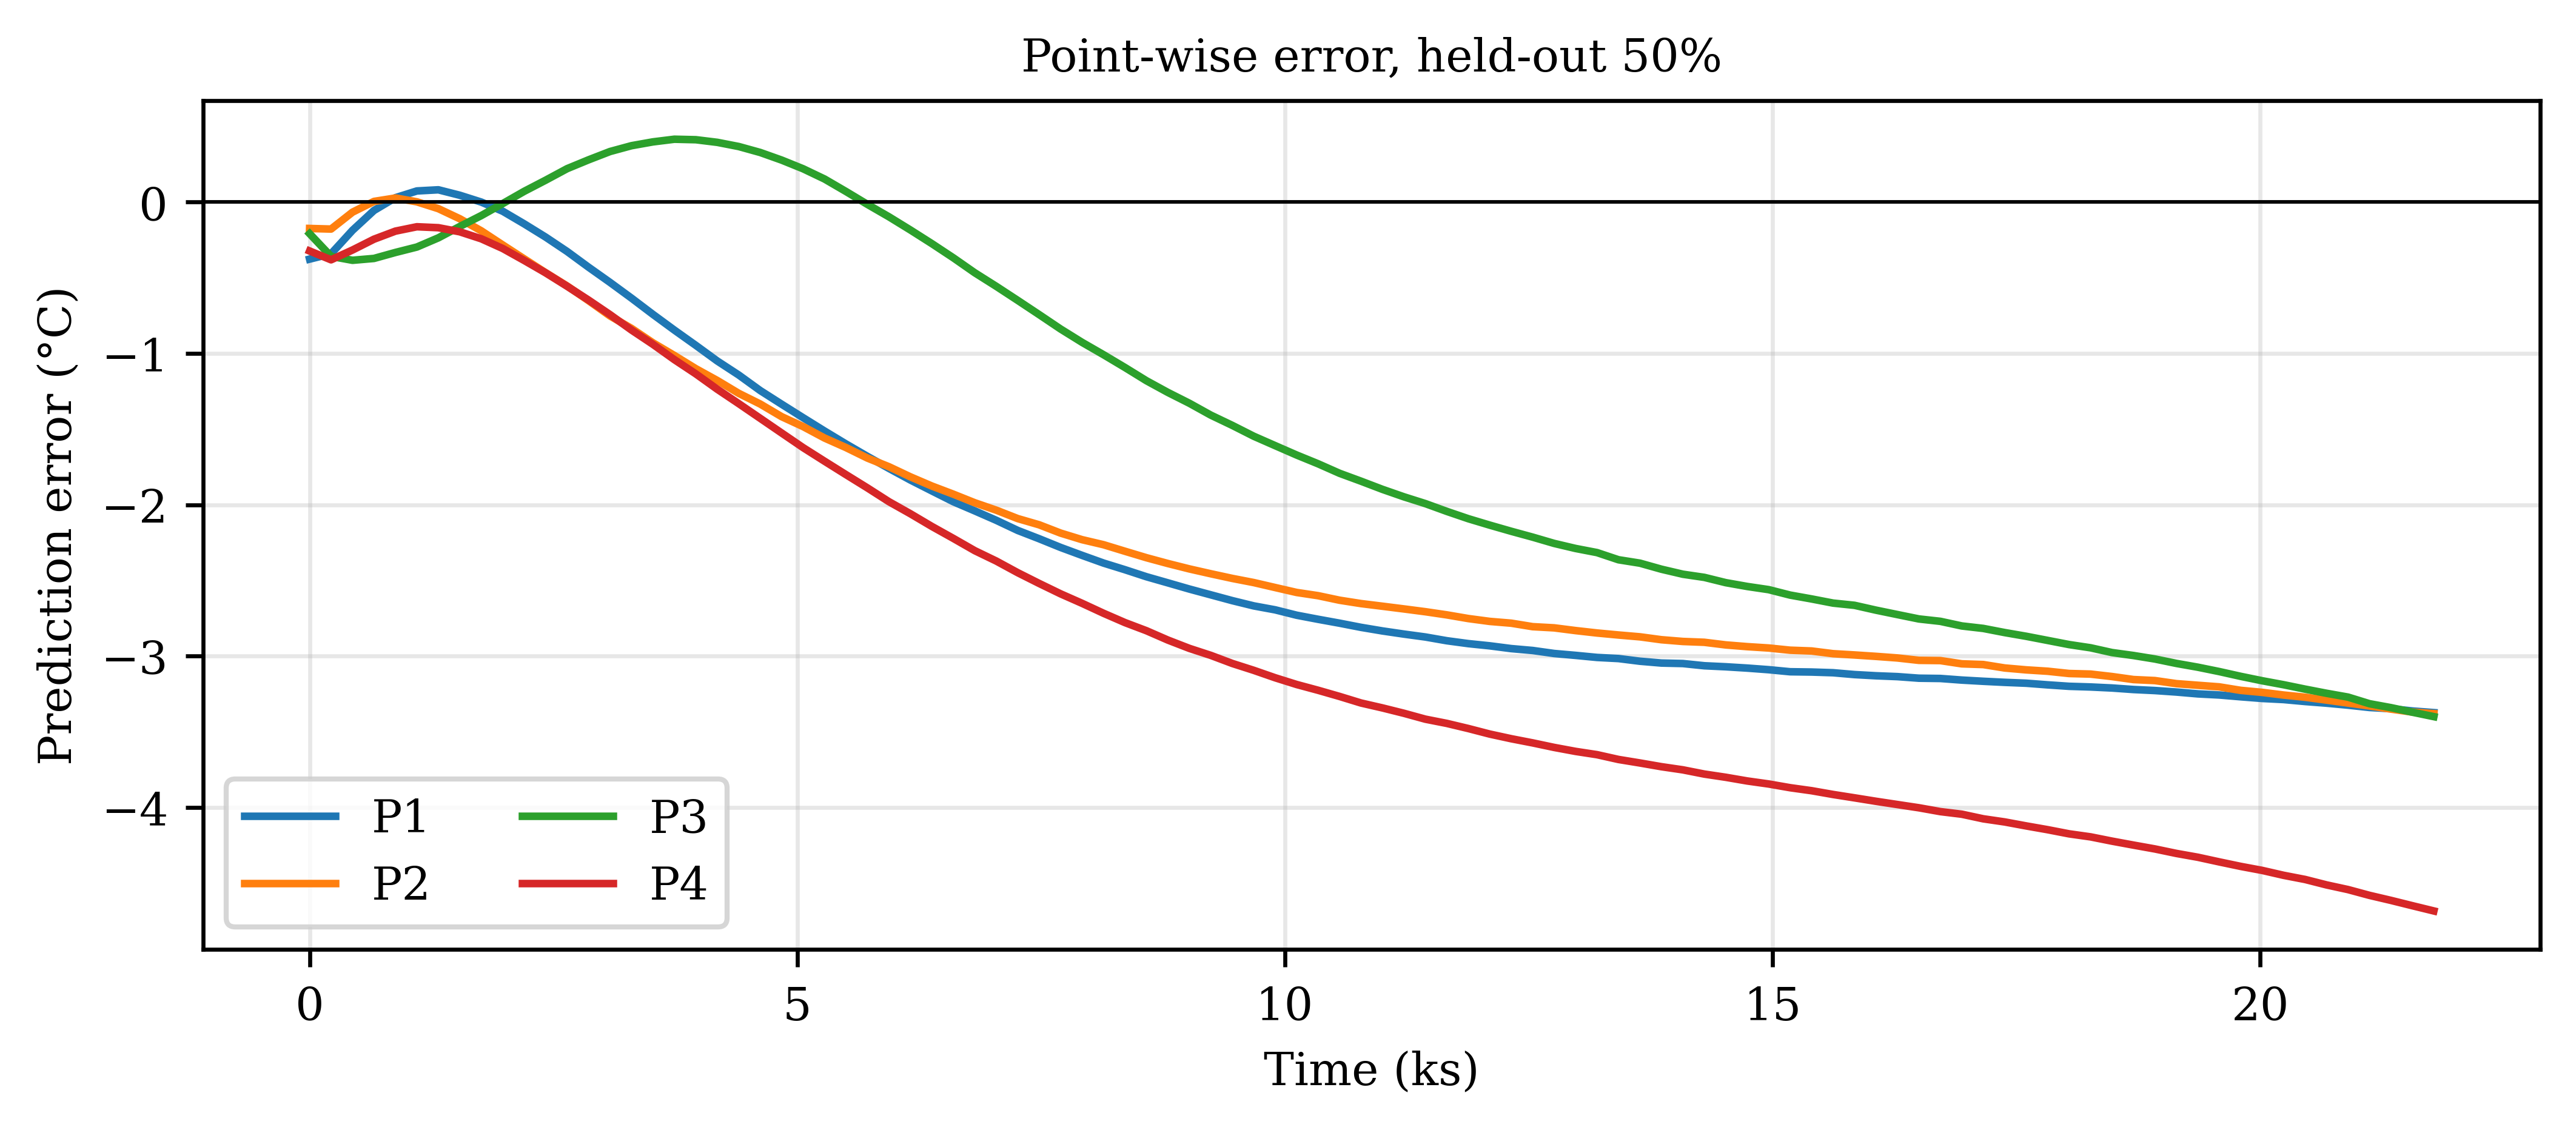 Point-wise error, held-out 50%
Prediction error (°C)
0
−1
−2
−3
−4
P1
P2
P3
P4
0
5
10
15
20
Time (ks)